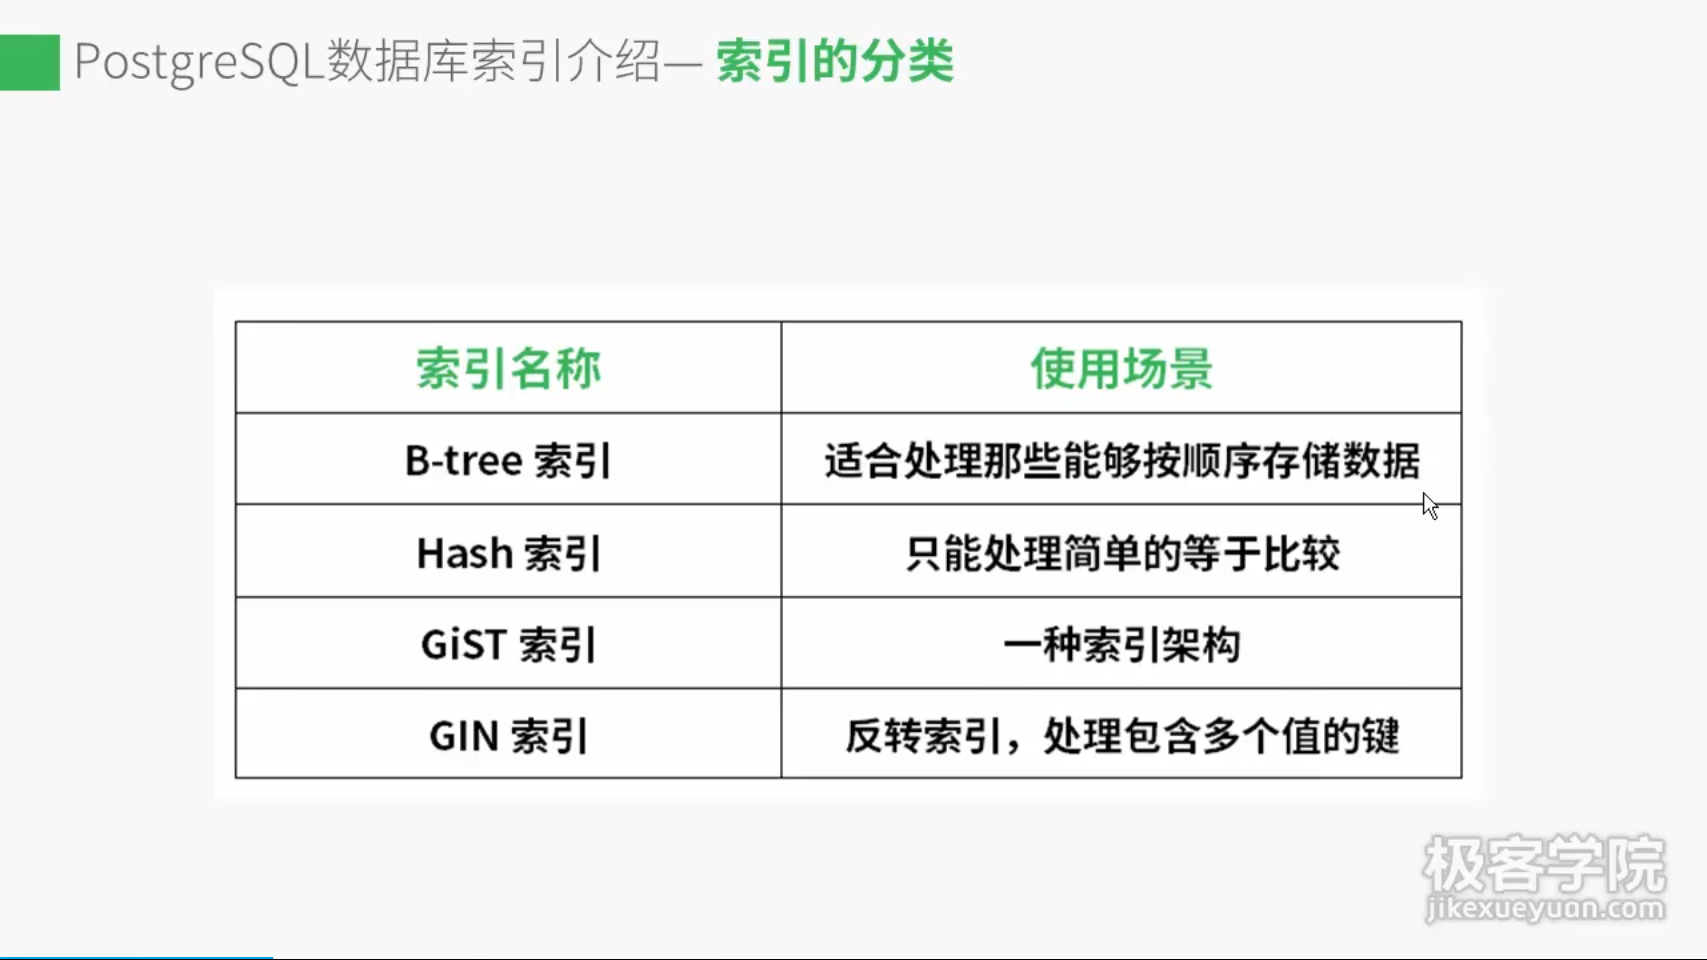 PostgreSQL数据库索引介绍— 索引的分类
索引名称
使用场景
B-tree 索引
适合处理那些能够按顺序存储数据
Hash 索引
只能处理简单的等于比较
GiST 索引
一种索引架构
GIN 索引
反转索引，处理包含多个值的键
极客学院
jikexueyuan.com